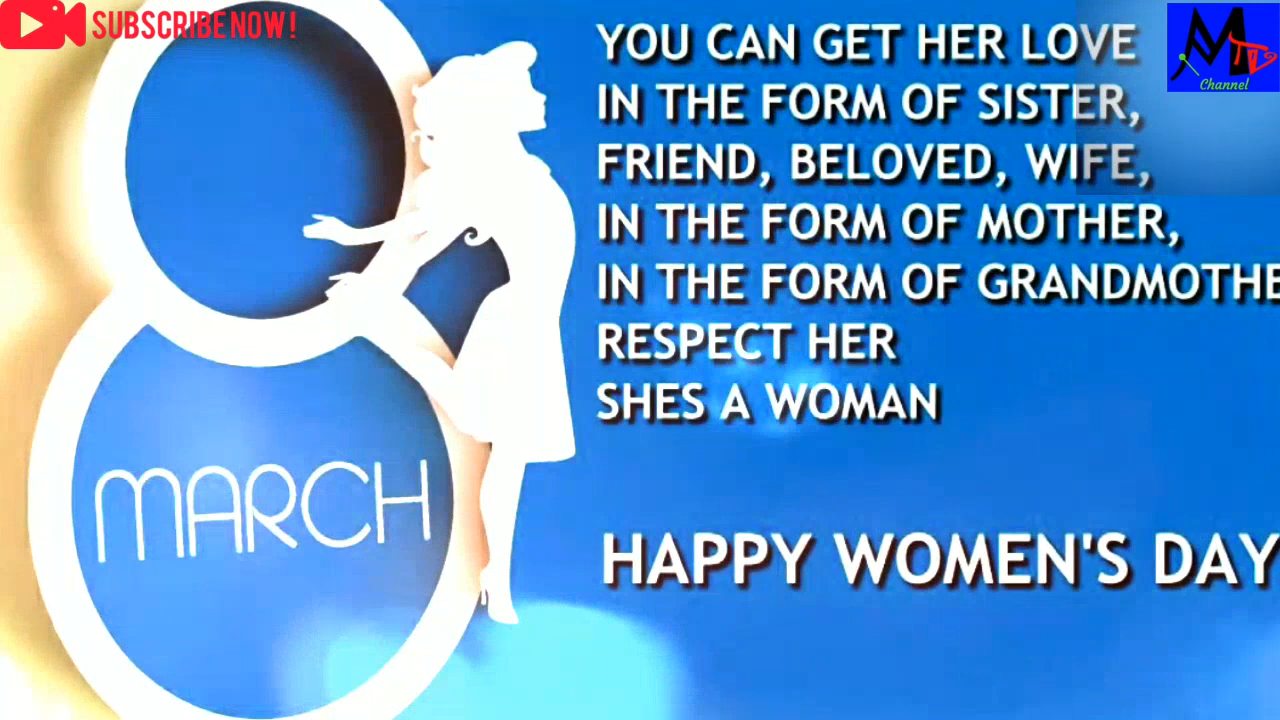 SUBSCRIBE NOW!
YOU CAN GET HER LOVE
IN THE FORM OF SISTER,
FRIEND, BELOVED, WIFE,
IN THE FORM OF MOTHER,
IN THE FORM OF GRANDMOTHE
RESPECT HER
SHES A WOMAN
HAPPY WOMEN'S DAY
MARCH
8
Channel